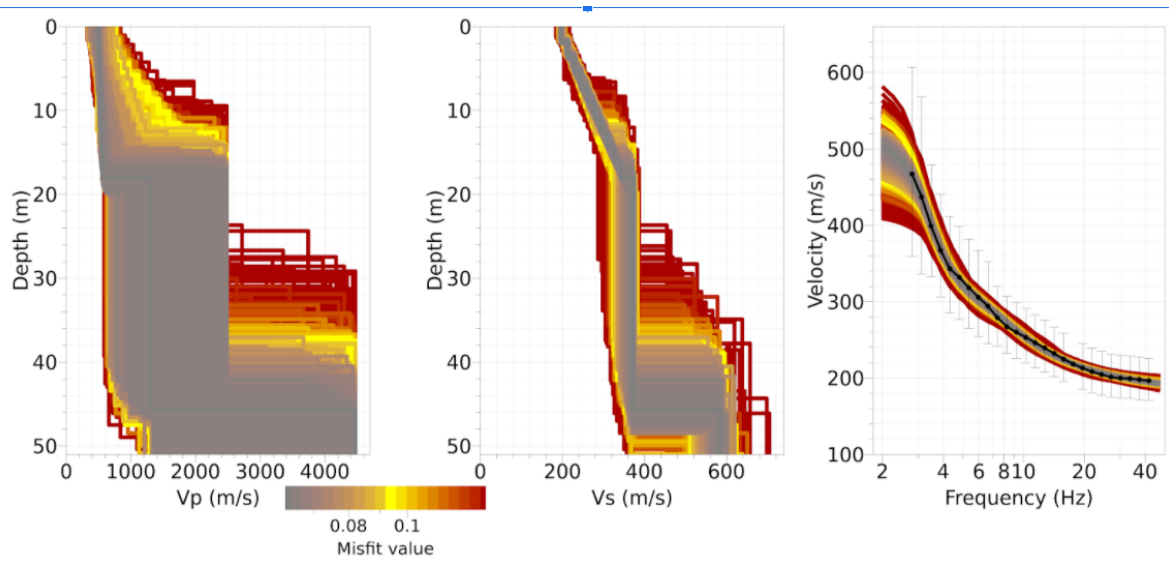 0
10
20
30
40
50
Depth (m)
0 1000 2000 3000 4000
Vp (m/s)
0
10
20
30
40
50
Depth (m)
0 200 400 600
Vs (m/s)
600
500
400
300
200
100
Velocity (m/s)
2 4 6 8 10 20 40
Frequency (Hz)
0.08 0.1
Misfit value